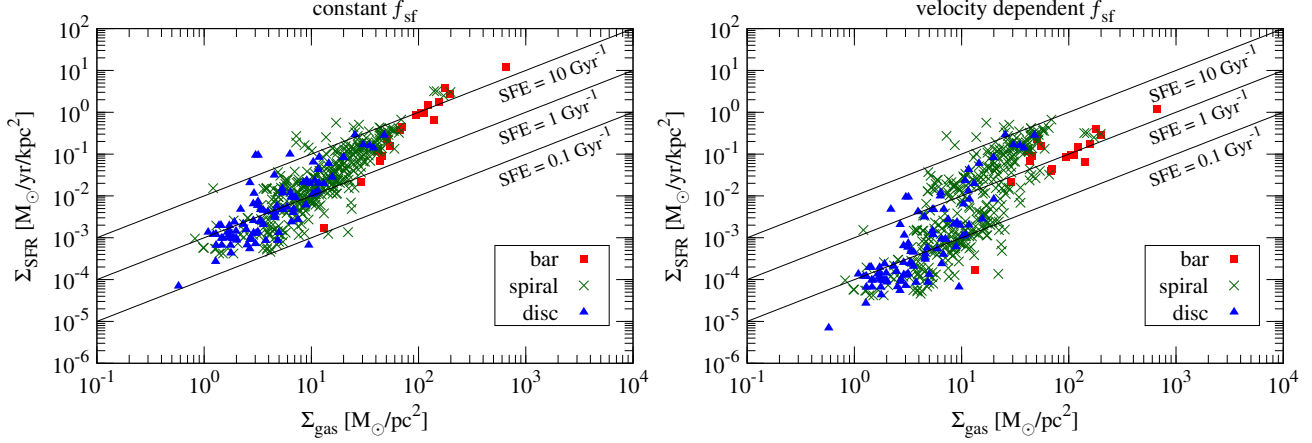 constant f_sf
10^2
10^1
10^0
10^-1
10^-2
10^-3
10^-4
10^-5
10^-6
Σ_SFR [M_⊙/yr/kpc^2]
SFE = 10 Gyr^-1
SFE = 1 Gyr^-1
SFE = 0.1 Gyr^-1
bar
spiral
disc
10^-1 10^0 10^1 10^2 10^3 10^4
Σ_gas [M_⊙/pc^2]
velocity dependent f_sf
10^2
10^1
10^0
10^-1
10^-2
10^-3
10^-4
10^-5
10^-6
Σ_SFR [M_⊙/yr/kpc^2]
SFE = 10 Gyr^-1
SFE = 1 Gyr^-1
SFE = 0.1 Gyr^-1
bar
spiral
disc
10^-1 10^0 10^1 10^2 10^3 10^4
Σ_gas [M_⊙/pc^2]